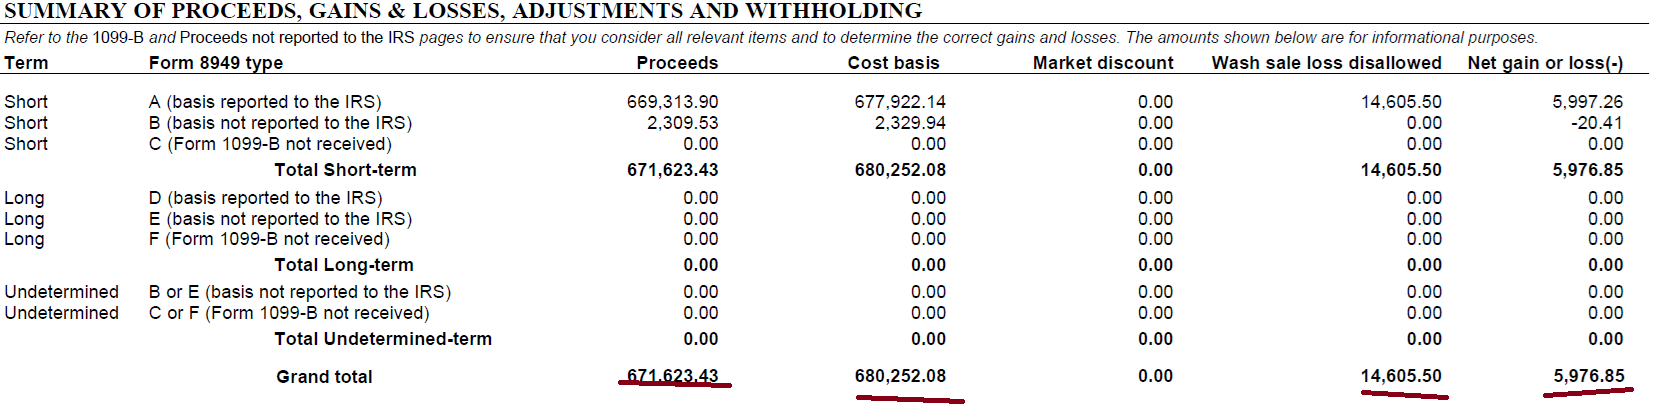 SUMMARY OF PROCEEDS, GAINS & LOSSES, ADJUSTMENTS AND WITHHOLDING
Refer to the 1099-B and Proceeds not reported to the IRS pages to ensure that you consider all relevant items and to determine the correct gains and losses. The amounts shown below are for informational purposes.
Term Form 8949 type Proceeds Cost basis Market discount Wash sale loss disallowed Net gain or loss(-)
Short A (basis reported to the IRS) 669,313.90 677,922.14 0.00 14,605.50 5,997.26
Short B (basis not reported to the IRS) 2,309.53 2,329.94 0.00 0.00 -20.41
Short C (Form 1099-B not received) 0.00 0.00 0.00 0.00 0.00
Total Short-term 671,623.43 680,252.08 0.00 14,605.50 5,976.85
Long D (basis reported to the IRS) 0.00 0.00 0.00 0.00 0.00
Long E (basis not reported to the IRS) 0.00 0.00 0.00 0.00 0.00
Long F (Form 1099-B not received) 0.00 0.00 0.00 0.00 0.00
Total Long-term 0.00 0.00 0.00 0.00 0.00
Undetermined B or E (basis not reported to the IRS) 0.00 0.00 0.00 0.00 0.00
Undetermined C or F (Form 1099-B not received) 0.00 0.00 0.00 0.00 0.00
Total Undetermined-term 0.00 0.00 0.00 0.00 0.00
Grand total 671,623.43 680,252.08 0.00 14,605.50 5,976.85